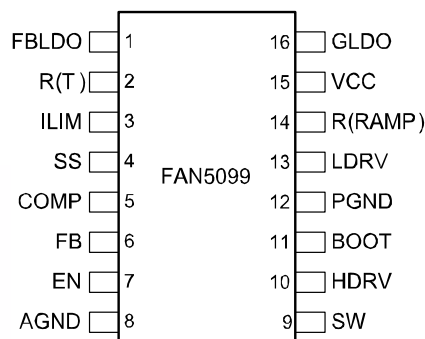 FBLDO 1 16 GLDO
R(T) 2 15 VCC
ILIM 3 14 R(RAMP)
SS 4 13 LDRV
FAN5099
COMP 5 12 PGND
FB 6 11 BOOT
EN 7 10 HDRV
AGND 8 9 SW